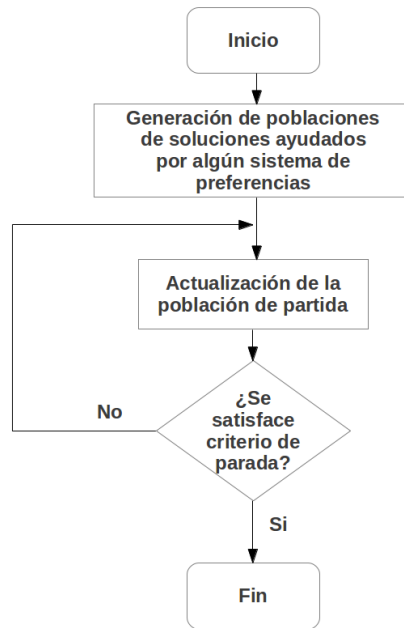 Inicio
Generación de poblaciones
de soluciones ayudados
por algún sistema de
preferencias
Actualización de la
población de partida
¿Se
satisface
criterio de
parada?
No
Si
Fin